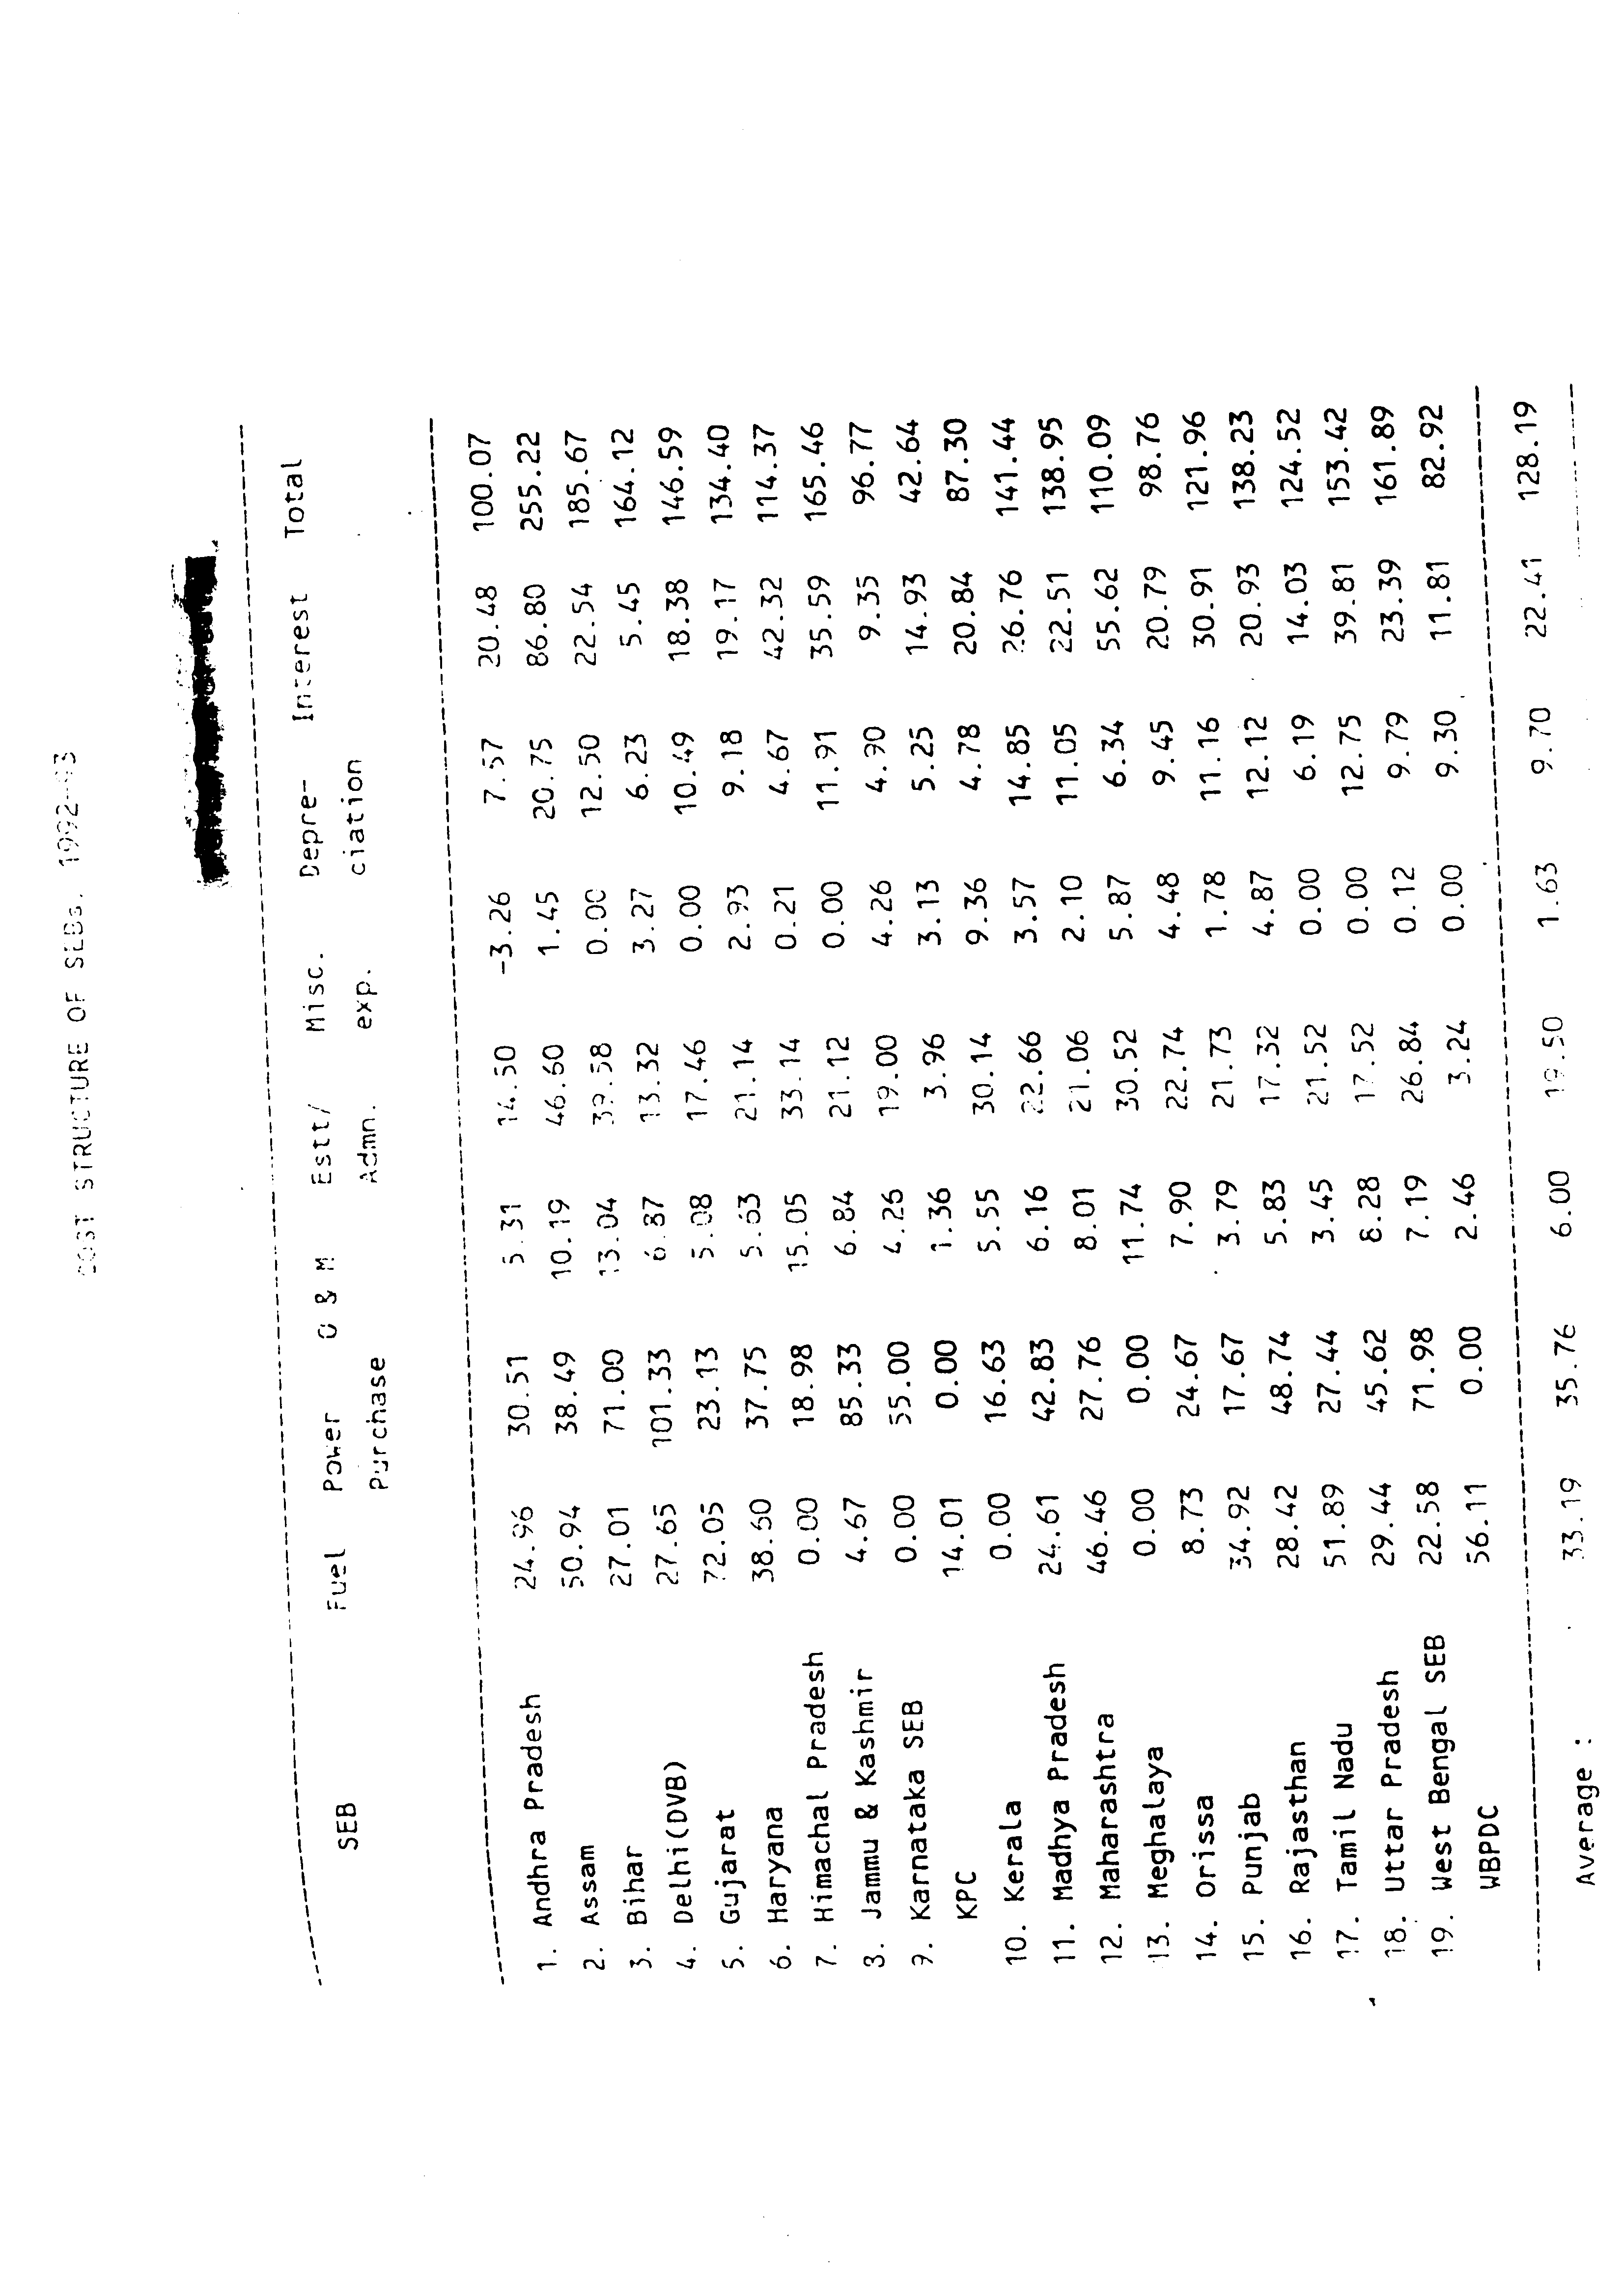 COST STRUCTURE OF SEBs. 1992-93
SEB Fuel Power O & M Estt/ Misc. Depre- Interest Total
Purchase Admn. exp. ciation
1. Andhra Pradesh 24.96 30.51 5.31 14.50 -3.26 7.57 20.48 100.07
2. Assam 50.94 38.49 10.19 46.60 1.45 20.75 86.80 255.22
3. Bihar 27.01 71.00 13.04 39.58 0.00 12.50 22.54 185.67
4. Delhi(DVB) 27.65 101.33 6.87 13.32 3.27 6.23 5.45 164.12
5. Gujarat 72.05 23.13 5.08 17.46 0.00 10.49 18.38 146.59
6. Haryana 38.60 37.75 5.63 21.14 2.93 9.18 19.17 134.40
7. Himachal Pradesh 0.00 18.98 15.05 33.14 0.21 4.67 42.32 114.37
8. Jammu & Kashmir 4.67 85.33 6.84 21.12 0.00 11.91 35.59 165.46
9. Karnataka SEB 0.00 55.00 4.26 19.00 4.26 4.90 9.35 96.77
KPC 14.01 0.00 1.36 3.96 3.13 5.25 14.93 42.64
10. Kerala 0.00 16.63 5.55 30.14 9.36 4.78 20.84 87.30
11. Madhya Pradesh 24.61 42.83 6.16 22.66 3.57 14.85 26.76 141.44
12. Maharashtra 46.46 27.76 8.01 21.06 2.10 11.05 22.51 138.95
13. Meghalaya 0.00 0.00 11.74 30.52 5.87 6.34 55.62 110.09
14. Orissa 8.73 24.67 7.90 22.74 4.48 9.45 20.79 98.76
15. Punjab 34.92 17.67 3.79 21.73 1.78 11.16 30.91 121.96
16. Rajasthan 28.42 48.74 5.83 17.32 4.87 12.12 20.93 138.23
17. Tamil Nadu 51.89 27.44 3.45 21.52 0.00 6.19 14.03 124.52
18. Uttar Pradesh 29.44 45.62 8.28 17.52 0.00 12.75 39.81 153.42
19. West Bengal SEB 22.58 71.98 7.19 26.84 0.12 9.79 23.39 161.89
WBPDC 56.11 0.00 2.46 3.24 0.00 9.30 11.81 82.92
Average : 33.19 35.76 6.00 19.50 1.63 9.70 22.41 128.19